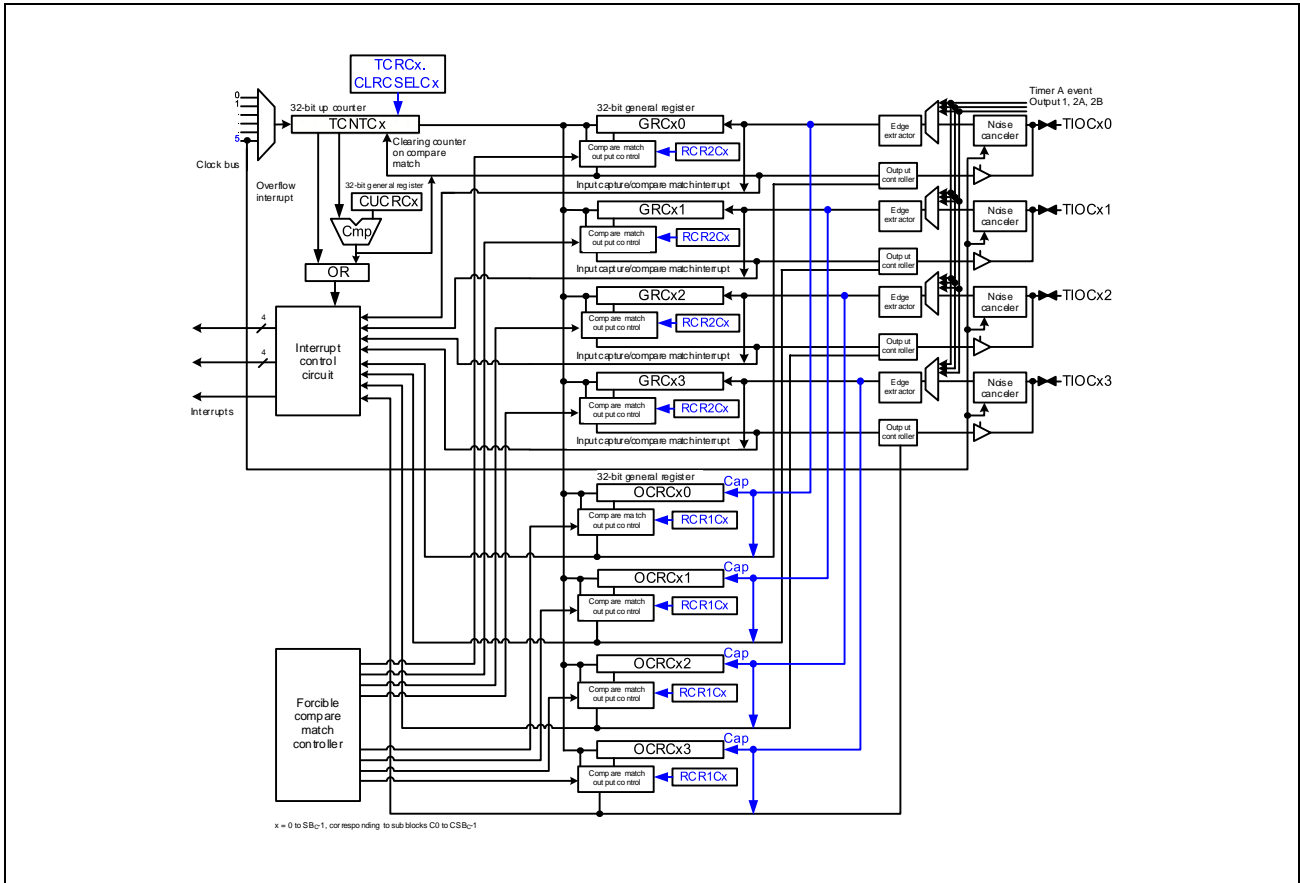 TCRCx.
CLRCSELCx
0
1
.
.
.
5
Clock bus
32-bit up counter
TCNTCx
Clearing counter
on compare
match
Overflow
interrupt
32-bit general register
CUCRCx
Cmp
OR
Interrupt
control
circuit
4
4
Interrupts
Forcible
compare
match
controller
32-bit general register
GRCx0
Compare match
output control
RCR2Cx
Input capture/compare match interrupt
GRCx1
Compare match
output control
RCR2Cx
Input capture/compare match interrupt
GRCx2
Compare match
output control
RCR2Cx
Input capture/compare match interrupt
GRCx3
Compare match
output control
RCR2Cx
Input capture/compare match interrupt
32-bit general register
OCRCx0
Cap
Compare match
output control
RCR1Cx
OCRCx1
Cap
Compare match
output control
RCR1Cx
OCRCx2
Cap
Compare match
output control
RCR1Cx
OCRCx3
Cap
Compare match
output control
RCR1Cx
Timer A event
Output 1, 2A, 2B
Edge
extractor
Noise
canceler
TIOCx0
Output
controller
Edge
extractor
Noise
canceler
TIOCx1
Output
controller
Edge
extractor
Noise
canceler
TIOCx2
Output
controller
Edge
extractor
Noise
canceler
TIOCx3
Output
controller
x = 0 to SBC-1, corresponding to subblocks C0 to CSBC-1